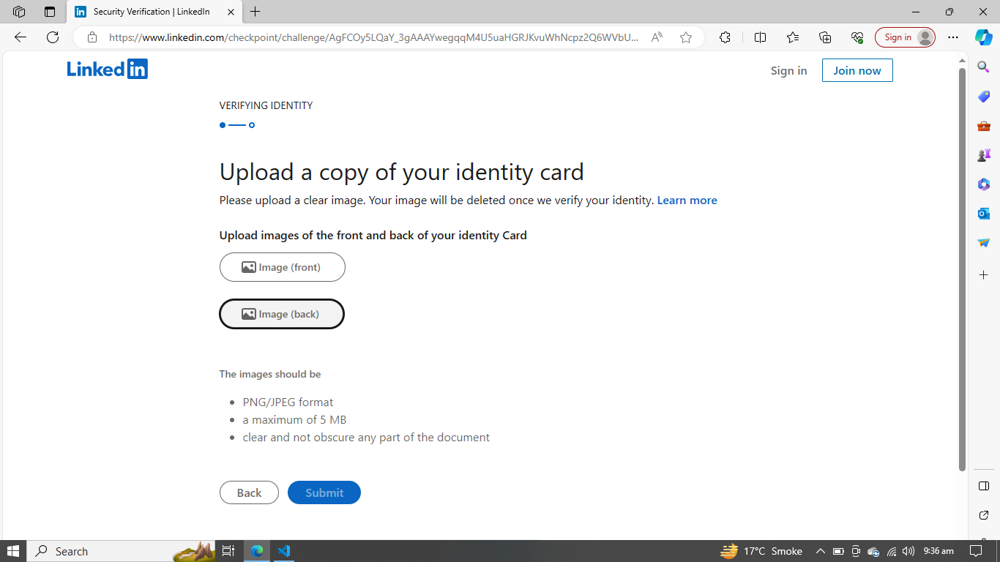 Security Verification | LinkedIn
https://www.linkedin.com/checkpoint/challenge/AgFCOy5LQaY_3gAAAYwegqqM4U5uaHGRJKvuWhNcpz2Q6WVbU...
Sign in
LinkedIn
Sign in
Join now
VERIFYING IDENTITY
Upload a copy of your identity card
Please upload a clear image. Your image will be deleted once we verify your identity. Learn more
Upload images of the front and back of your identity Card
Image (front)
Image (back)
The images should be
• PNG/JPEG format
• a maximum of 5 MB
• clear and not obscure any part of the document
Back
Submit
Search
17°C Smoke
9:36 am